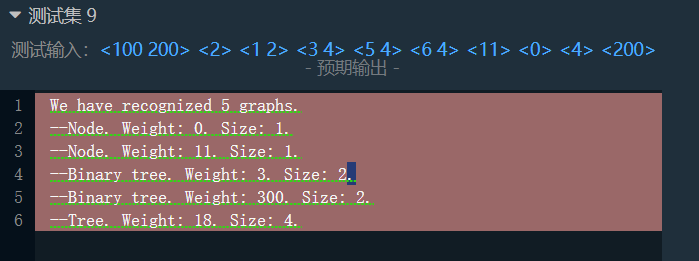 测试集 9
测试输入：<100 200> <2> <1 2> <3 4> <5 4> <6 4> <11> <0> <4> <200>
- 预期输出 -
1 We have recognized 5 graphs.
2 --Node. Weight: 0. Size: 1.
3 --Node. Weight: 11. Size: 1.
4 --Binary tree. Weight: 3. Size: 2.
5 --Binary tree. Weight: 300. Size: 2.
6 --Tree. Weight: 18. Size: 4.